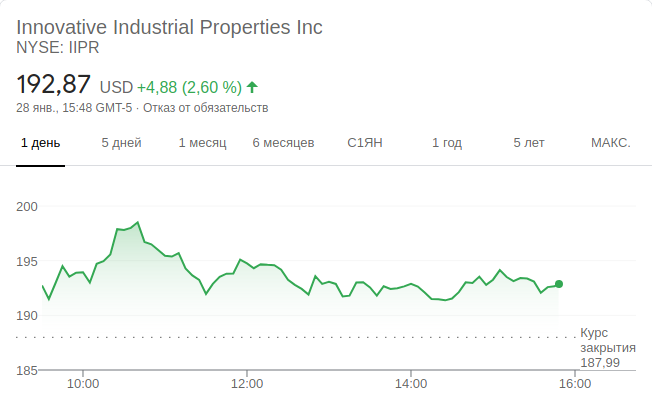 Innovative Industrial Properties Inc
NYSE: IIPR
192,87 USD +4,88 (2,60 %)
28 янв., 15:48 GMT-5 · Отказ от обязательств
1 день 5 дней 1 месяц 6 месяцев С1ЯН 1 год 5 лет МАКС.
200
195
190
Курс
закрытия
187,99
185
10:00 12:00 14:00 16:00